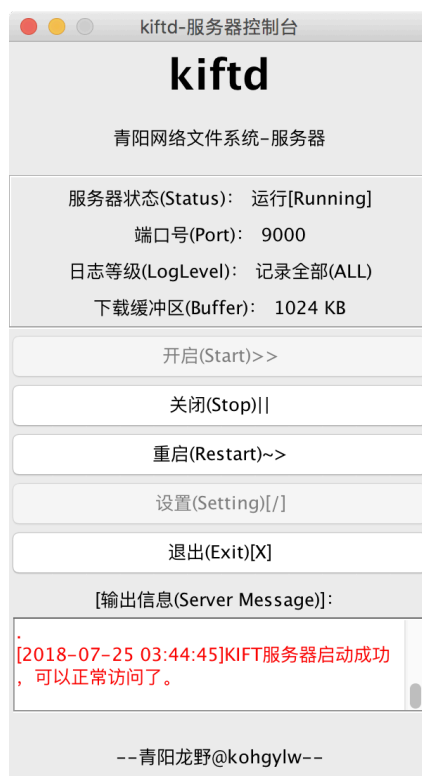 kiftd-服务器控制台
kiftd
青阳网络文件系统-服务器
服务器状态(Status): 运行[Running]
端口号(Port): 9000
日志等级(LogLevel): 记录全部(ALL)
下载缓冲区(Buffer): 1024 KB
开启(Start)>>
关闭(Stop)||
重启(Restart)~>
设置(Setting)[/]
退出(Exit)[X]
[输出信息(Server Message)]:
.
[2018-07-25 03:44:45]KIFT服务器启动成功
，可以正常访问了。
--青阳龙野@kohgylw--